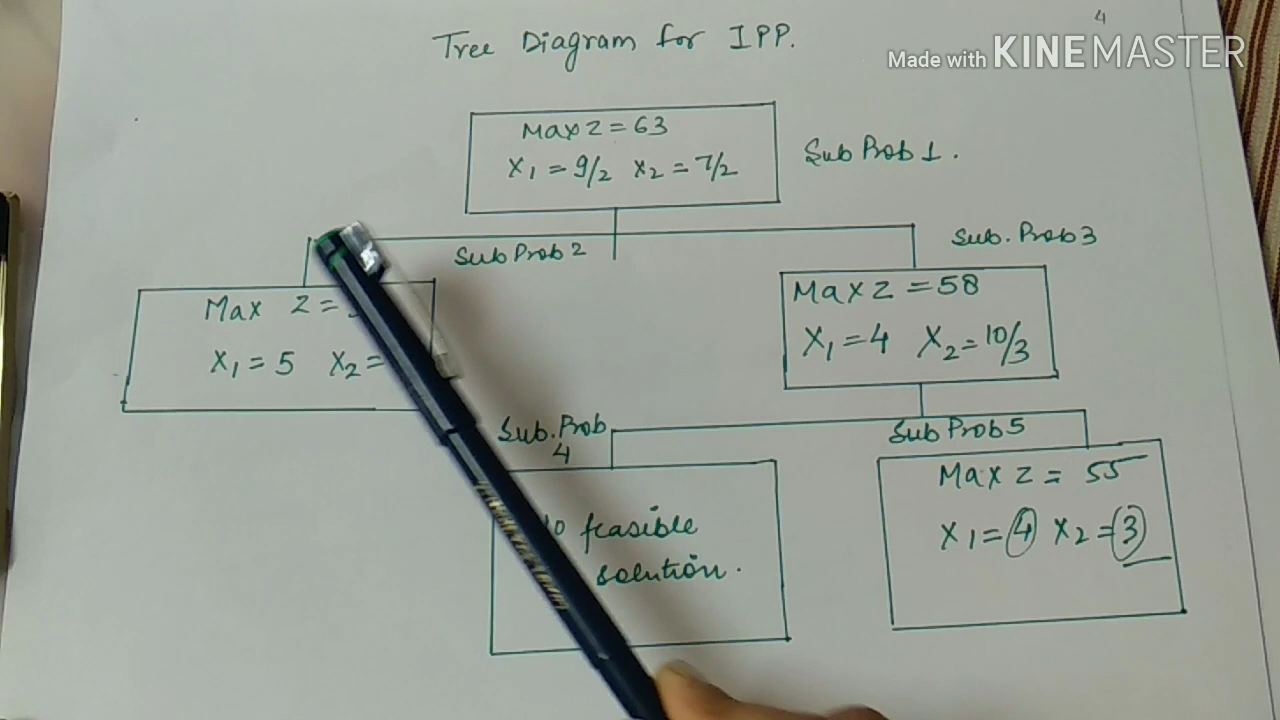 4
Tree Diagram for IPP.
Made with KINEMASTER
Max Z = 63
X₁ = 9/2 X₂ = 7/2
Sub Prob 1.
Sub Prob 2
Sub. Prob 3
Max Z =
X₁ = 5 X₂ =
Max Z = 58
X₁ = 4 X₂ = 10/3
Sub. Prob
4
Sub Prob 5
feasible
solution.
Max Z = 55
X₁ = 4 X₂ = 3